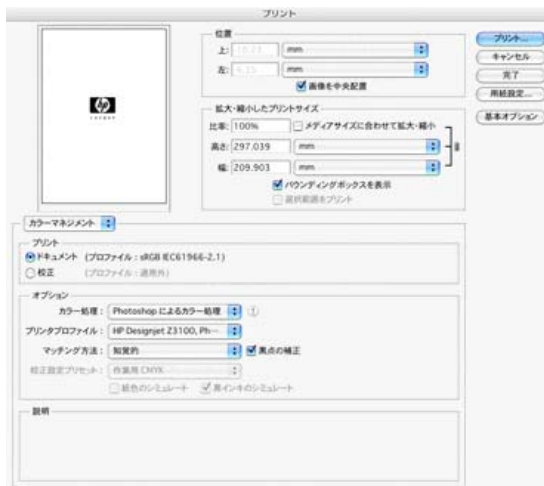 プリント
位置
上:
mm
左:
mm
画像を中央配置
拡大・縮小したプリントサイズ
比率: 100%
メディアサイズに合わせて拡大・縮小
高さ: 297.039
mm
幅: 209.903
mm
バウンディングボックスを表示
選択範囲をプリント
プリント...
キャンセル
完了
用紙設定...
基本オプション
hp
カラーマネジメント
プリント
ドキュメント (プロファイル : sRGB IEC61966-2.1)
校正 (プロファイル : 適用外)
オプション
カラー処理 : Photoshop によるカラー処理
プリンタプロファイル : HP Designjet Z3100, Ph…
マッチング方法 : 知覚的
黒点の補正
校正設定プリセット : 作業用 CMYK
紙色のシミュレート
黒インキのシミュレート
説明